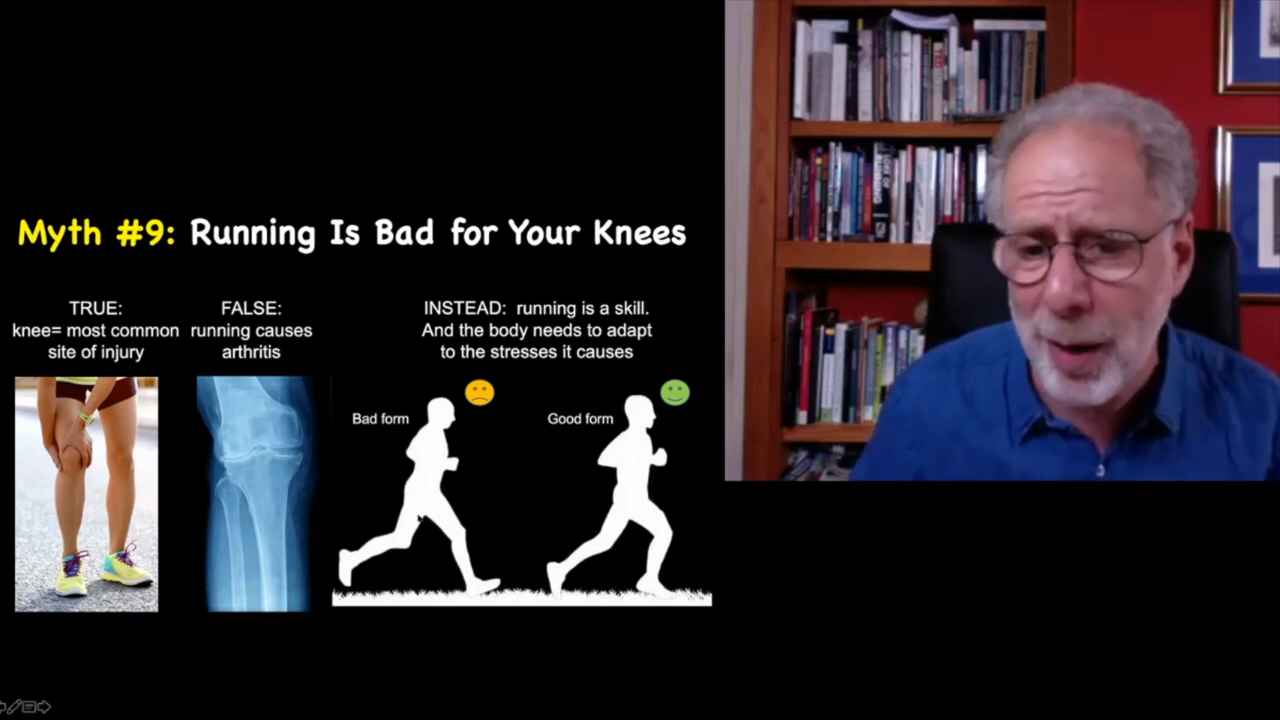 Myth #9: Running Is Bad for Your Knees
TRUE:
knee= most common
site of injury
FALSE:
running causes
arthritis
INSTEAD: running is a skill.
And the body needs to adapt
to the stresses it causes
Bad form
Good form